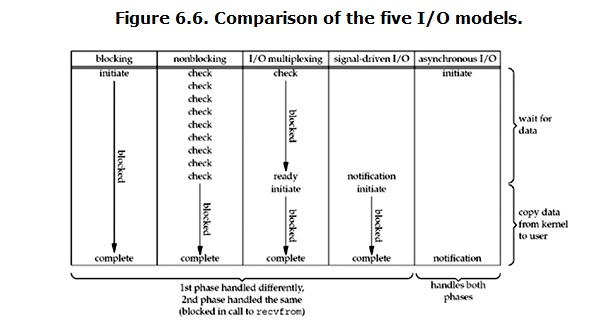 Figure 6.6. Comparison of the five I/O models.
blocking nonblocking I/O multiplexing signal-driven I/O asynchronous I/O
initiate check check initiate
check
check
check
check
check
check
check
check ready notification
initiate initiate
blocked
blocked
blocked
blocked
blocked
complete complete complete complete notification
wait for
data
copy data
from kernel
to user
1st phase handled differently,
2nd phase handled the same
(blocked in call to recvfrom)
handles both
phases